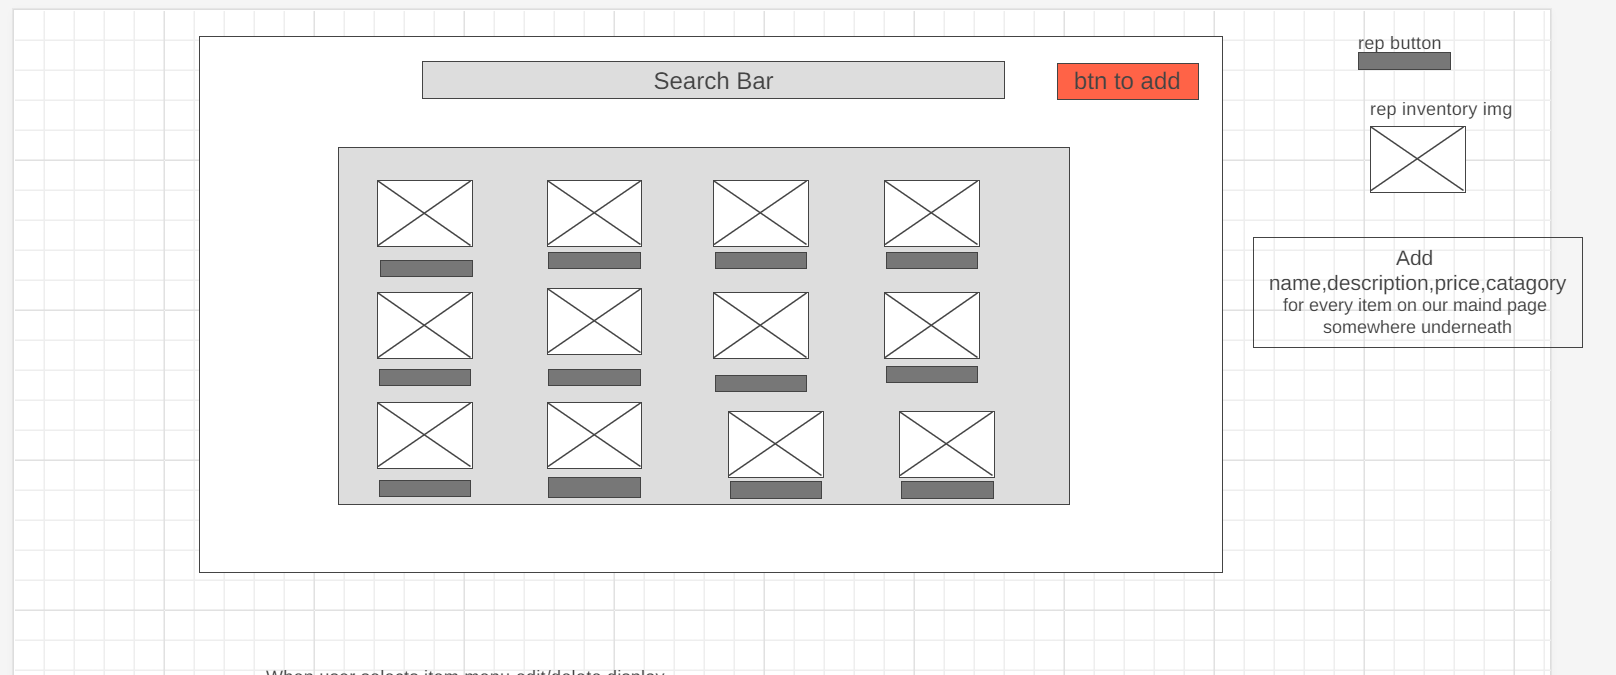 Search Bar
btn to add
rep button
rep inventory img
Add
name,description,price,catagory
for every item on our maind page
somewhere underneath
When user selects item menu edit/delete display